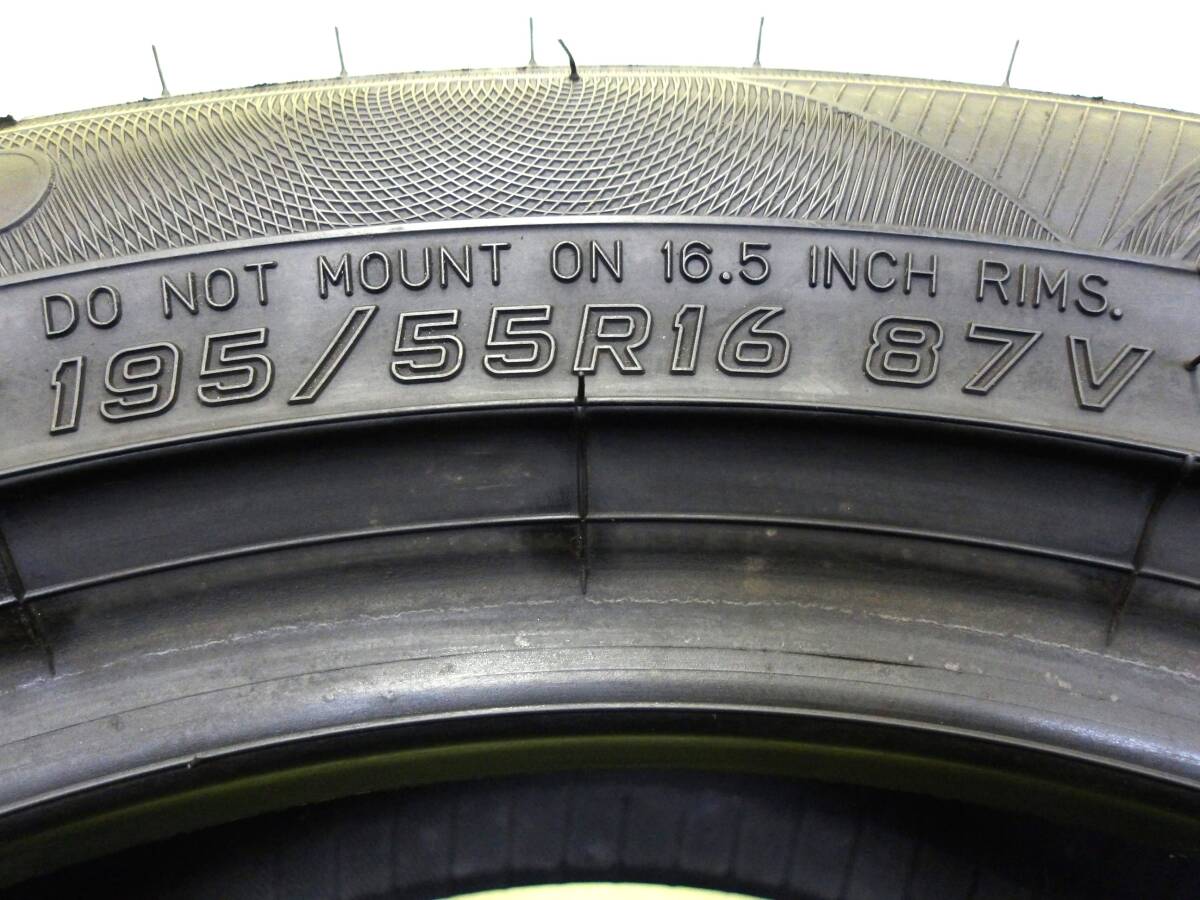 DO NOT MOUNT ON 16.5 INCH RIMS.
195/55R16 87V